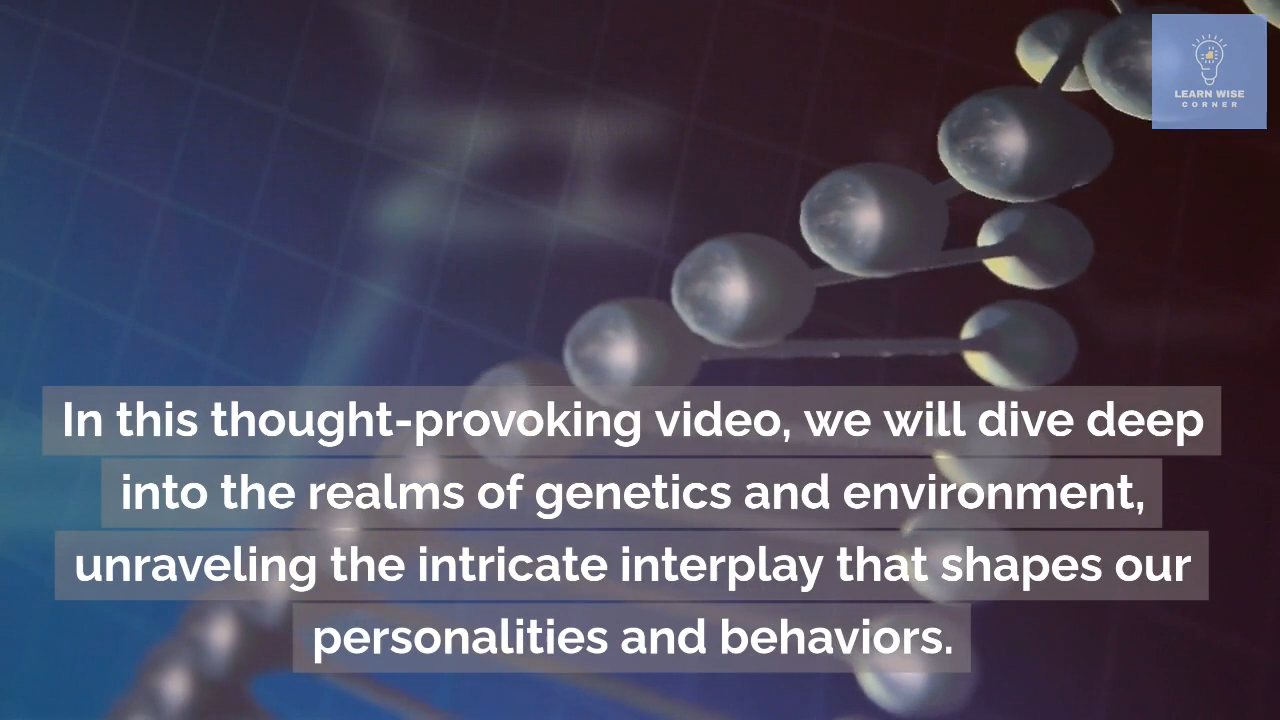 LEARN WISE
CORNER
In this thought-provoking video, we will dive deep
into the realms of genetics and environment,
unraveling the intricate interplay that shapes our
personalities and behaviors.